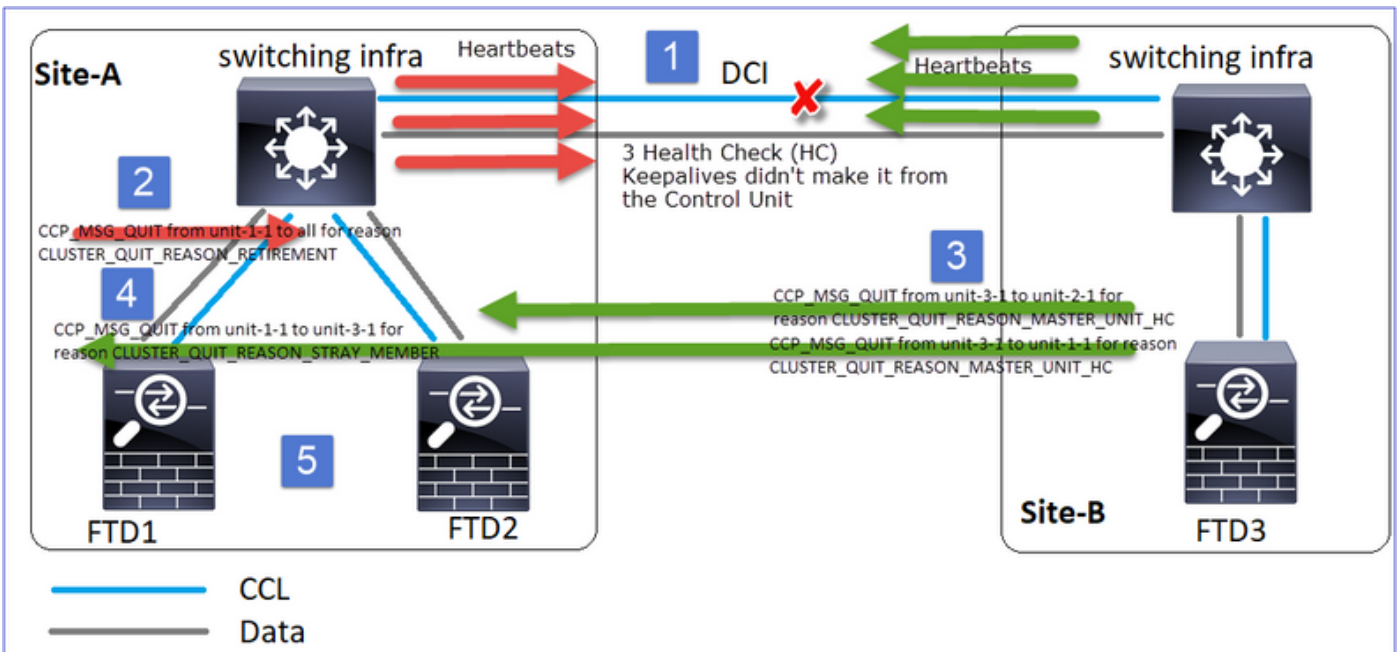 Site-A
switching infra
Heartbeats
1
DCI
Heartbeats
switching infra
3 Health Check (HC)
Keepalives didn't make it from
the Control Unit
2
CCP_MSG_QUIT from unit-1-1 to all for reason
CLUSTER_QUIT_REASON_RETIREMENT
3
CCP_MSG_QUIT from unit-3-1 to unit-2-1 for
reason CLUSTER_QUIT_REASON_MASTER_UNIT_HC
CCP_MSG_QUIT from unit-3-1 to unit-1-1 for reason
CLUSTER_QUIT_REASON_MASTER_UNIT_HC
4
CCP_MSG_QUIT from unit-1-1 to unit-3-1 for
reason CLUSTER_QUIT_REASON_STRAY_MEMBER
5
FTD1
FTD2
Site-B
FTD3
CCL
Data